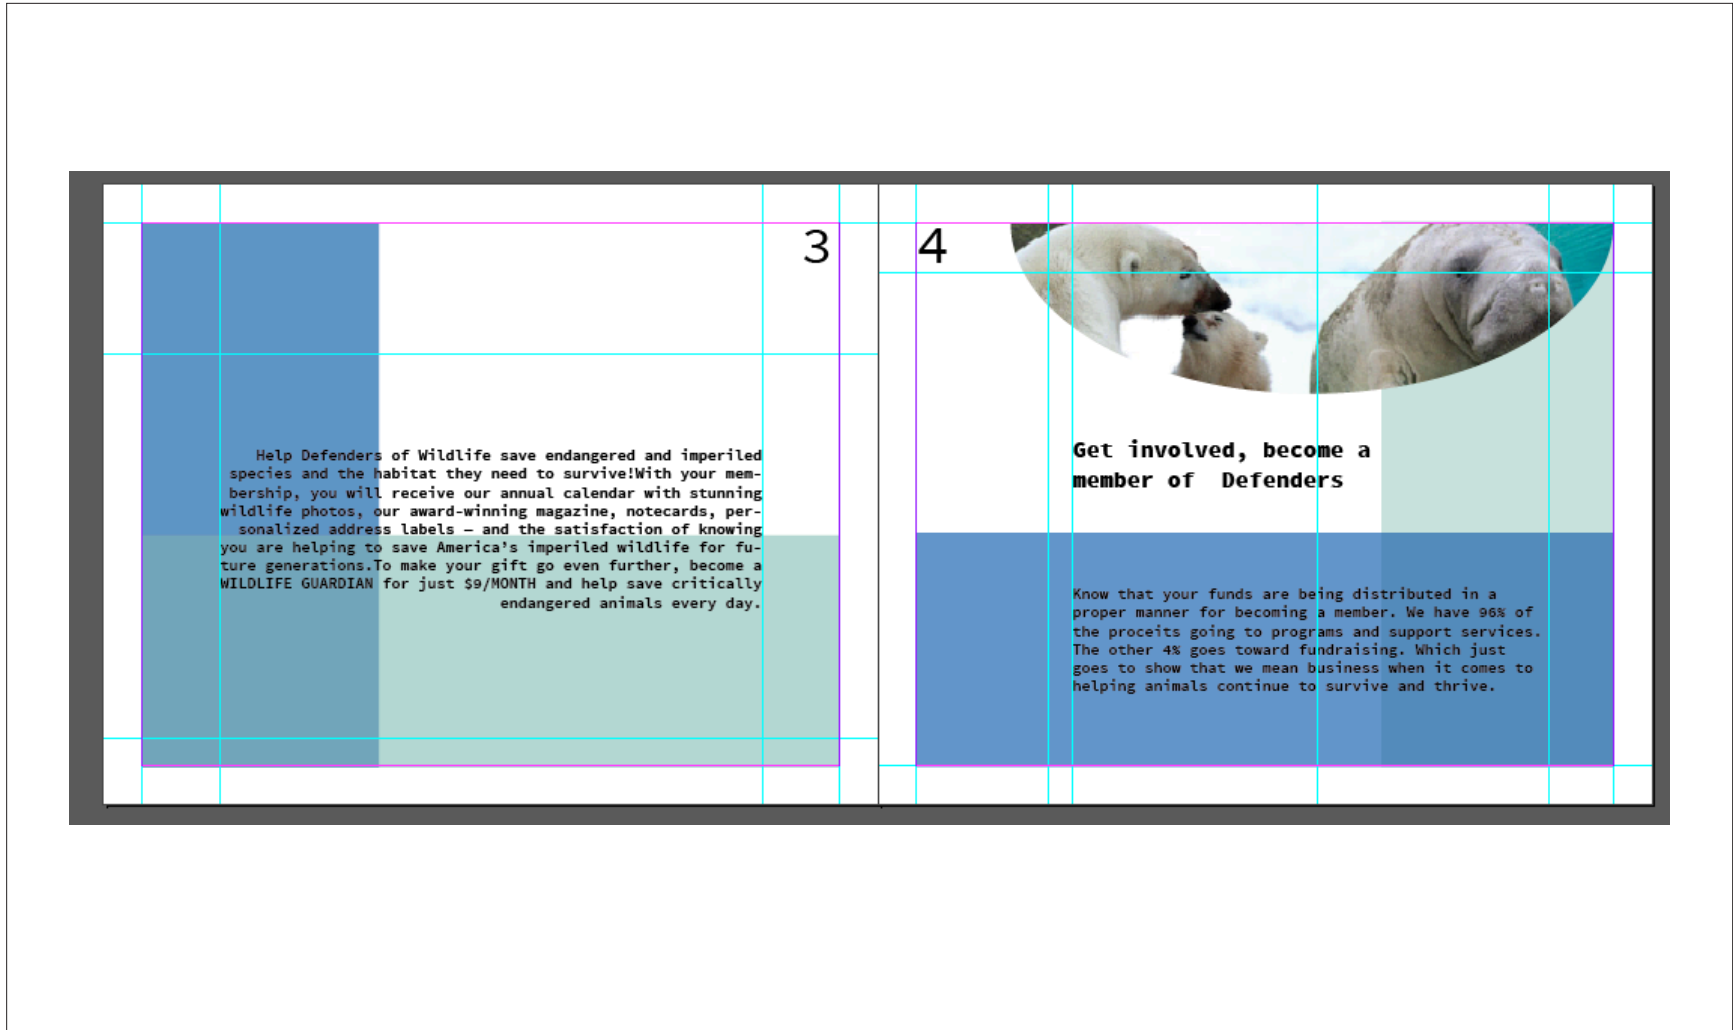 3
Help Defenders of Wildlife save endangered and imperiled
species and the habitat they need to survive!With your mem-
bership, you will receive our annual calendar with stunning
wildlife photos, our award-winning magazine, notecards, per-
sonalized address labels – and the satisfaction of knowing
you are helping to save America’s imperiled wildlife for fu-
ture generations.To make your gift go even further, become a
WILDLIFE GUARDIAN for just $9/MONTH and help save critically
endangered animals every day.
4
Get involved, become a
member of  Defenders
Know that your funds are being distributed in a
proper manner for becoming a member. We have 96% of
the proceits going to programs and support services.
The other 4% goes toward fundraising. Which just
goes to show that we mean business when it comes to
helping animals continue to survive and thrive.